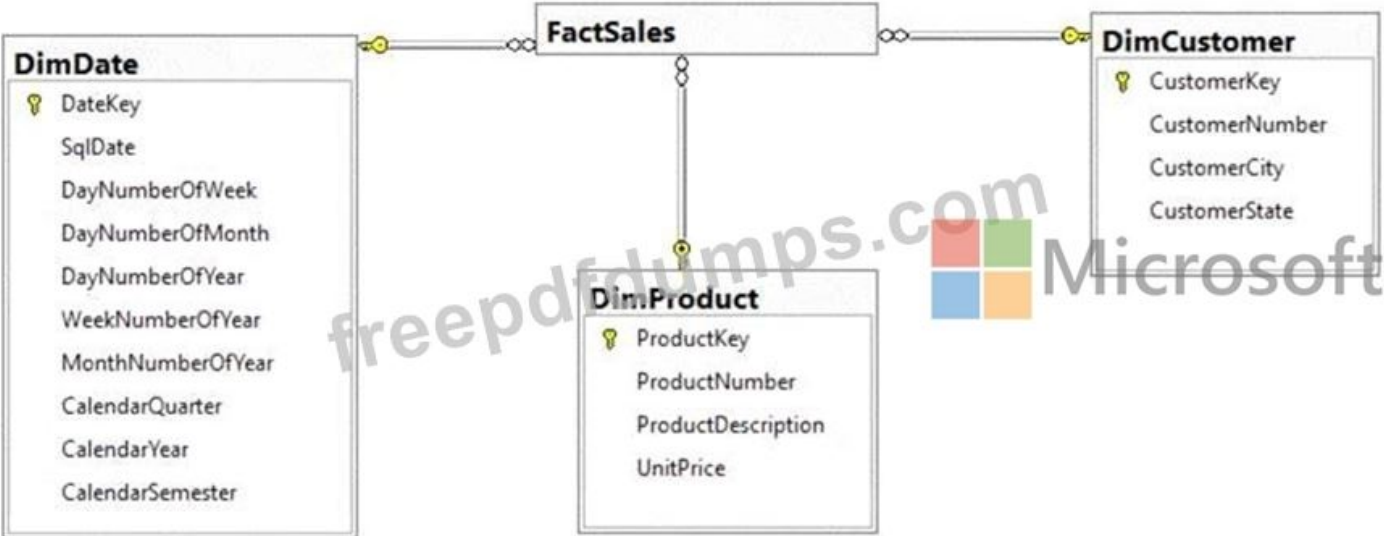 DimDate
DateKey
SqlDate
DayNumberOfWeek
DayNumberOfMonth
DayNumberOfYear
WeekNumberOfYear
MonthNumberOfYear
CalendarQuarter
CalendarYear
CalendarSemester
FactSales
DimProduct
ProductKey
ProductNumber
ProductDescription
UnitPrice
DimCustomer
CustomerKey
CustomerNumber
CustomerCity
CustomerState
freepdfdumps.com
Microsoft